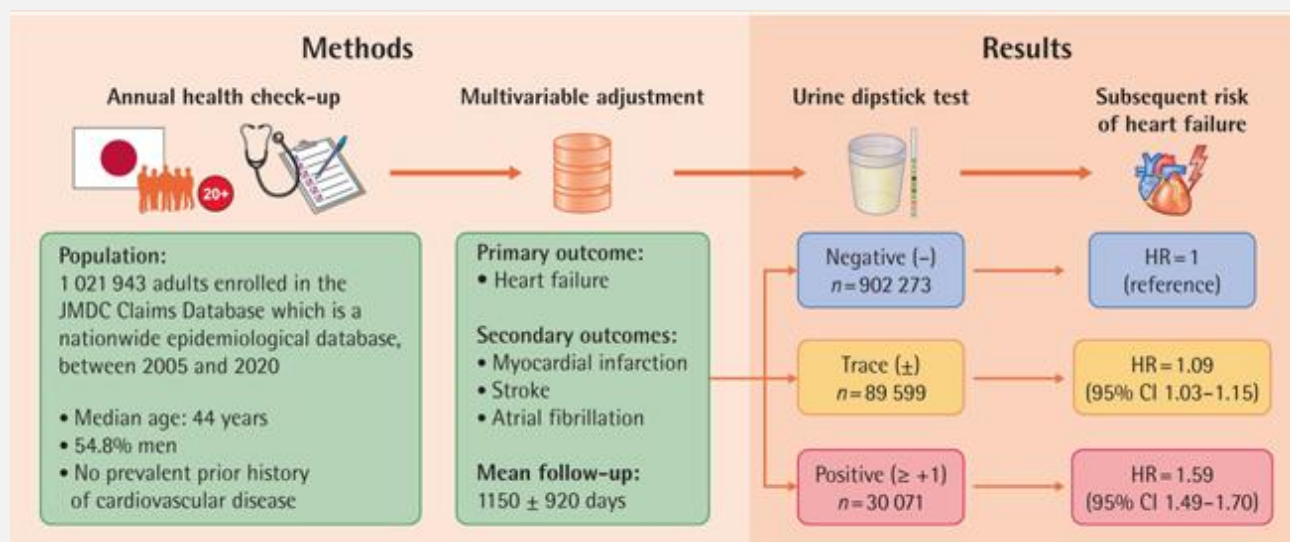 Methods
Results
Annual health check-up
Multivariable adjustment
Urine dipstick test
Subsequent risk
of heart failure
20+
Population:
1 021 943 adults enrolled in the
JMDC Claims Database which is a
nationwide epidemiological database,
between 2005 and 2020
• Median age: 44 years
• 54.8% men
• No prevalent prior history
of cardiovascular disease
Primary outcome:
• Heart failure
Secondary outcomes:
• Myocardial infarction
• Stroke
• Atrial fibrillation
Mean follow-up:
1150 ± 920 days
Negative (−)
n = 902 273
HR = 1
(reference)
Trace (±)
n = 89 599
HR = 1.09
(95% CI 1.03–1.15)
Positive (≥ +1)
n = 30 071
HR = 1.59
(95% CI 1.49–1.70)